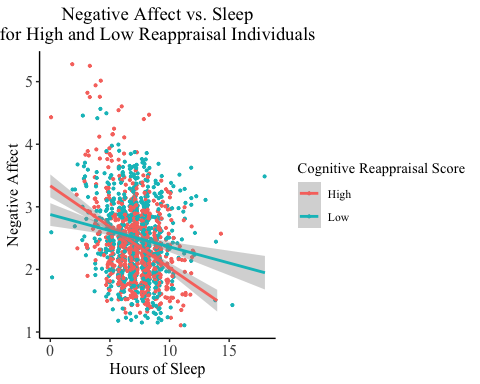 Negative Affect vs. Sleep
for High and Low Reappraisal Individuals
5
4
3
2
1
Negative Affect
0
5
10
15
Hours of Sleep
Cognitive Reappraisal Score
High
Low